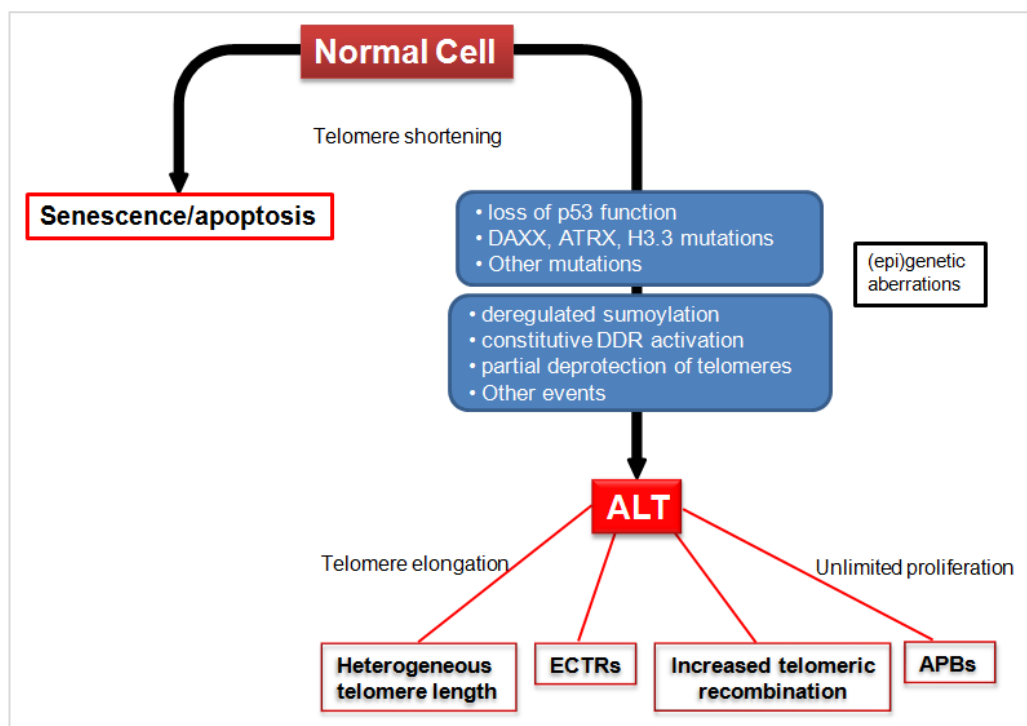 Normal Cell
Telomere shortening
Senescence/apoptosis
• loss of p53 function
• DAXX, ATRX, H3.3 mutations
• Other mutations
(epi)genetic
aberrations
• deregulated sumoylation
• constitutive DDR activation
• partial deprotection of telomeres
• Other events
ALT
Telomere elongation
Unlimited proliferation
Heterogeneous
telomere length
ECTRs
Increased telomeric
recombination
APBs